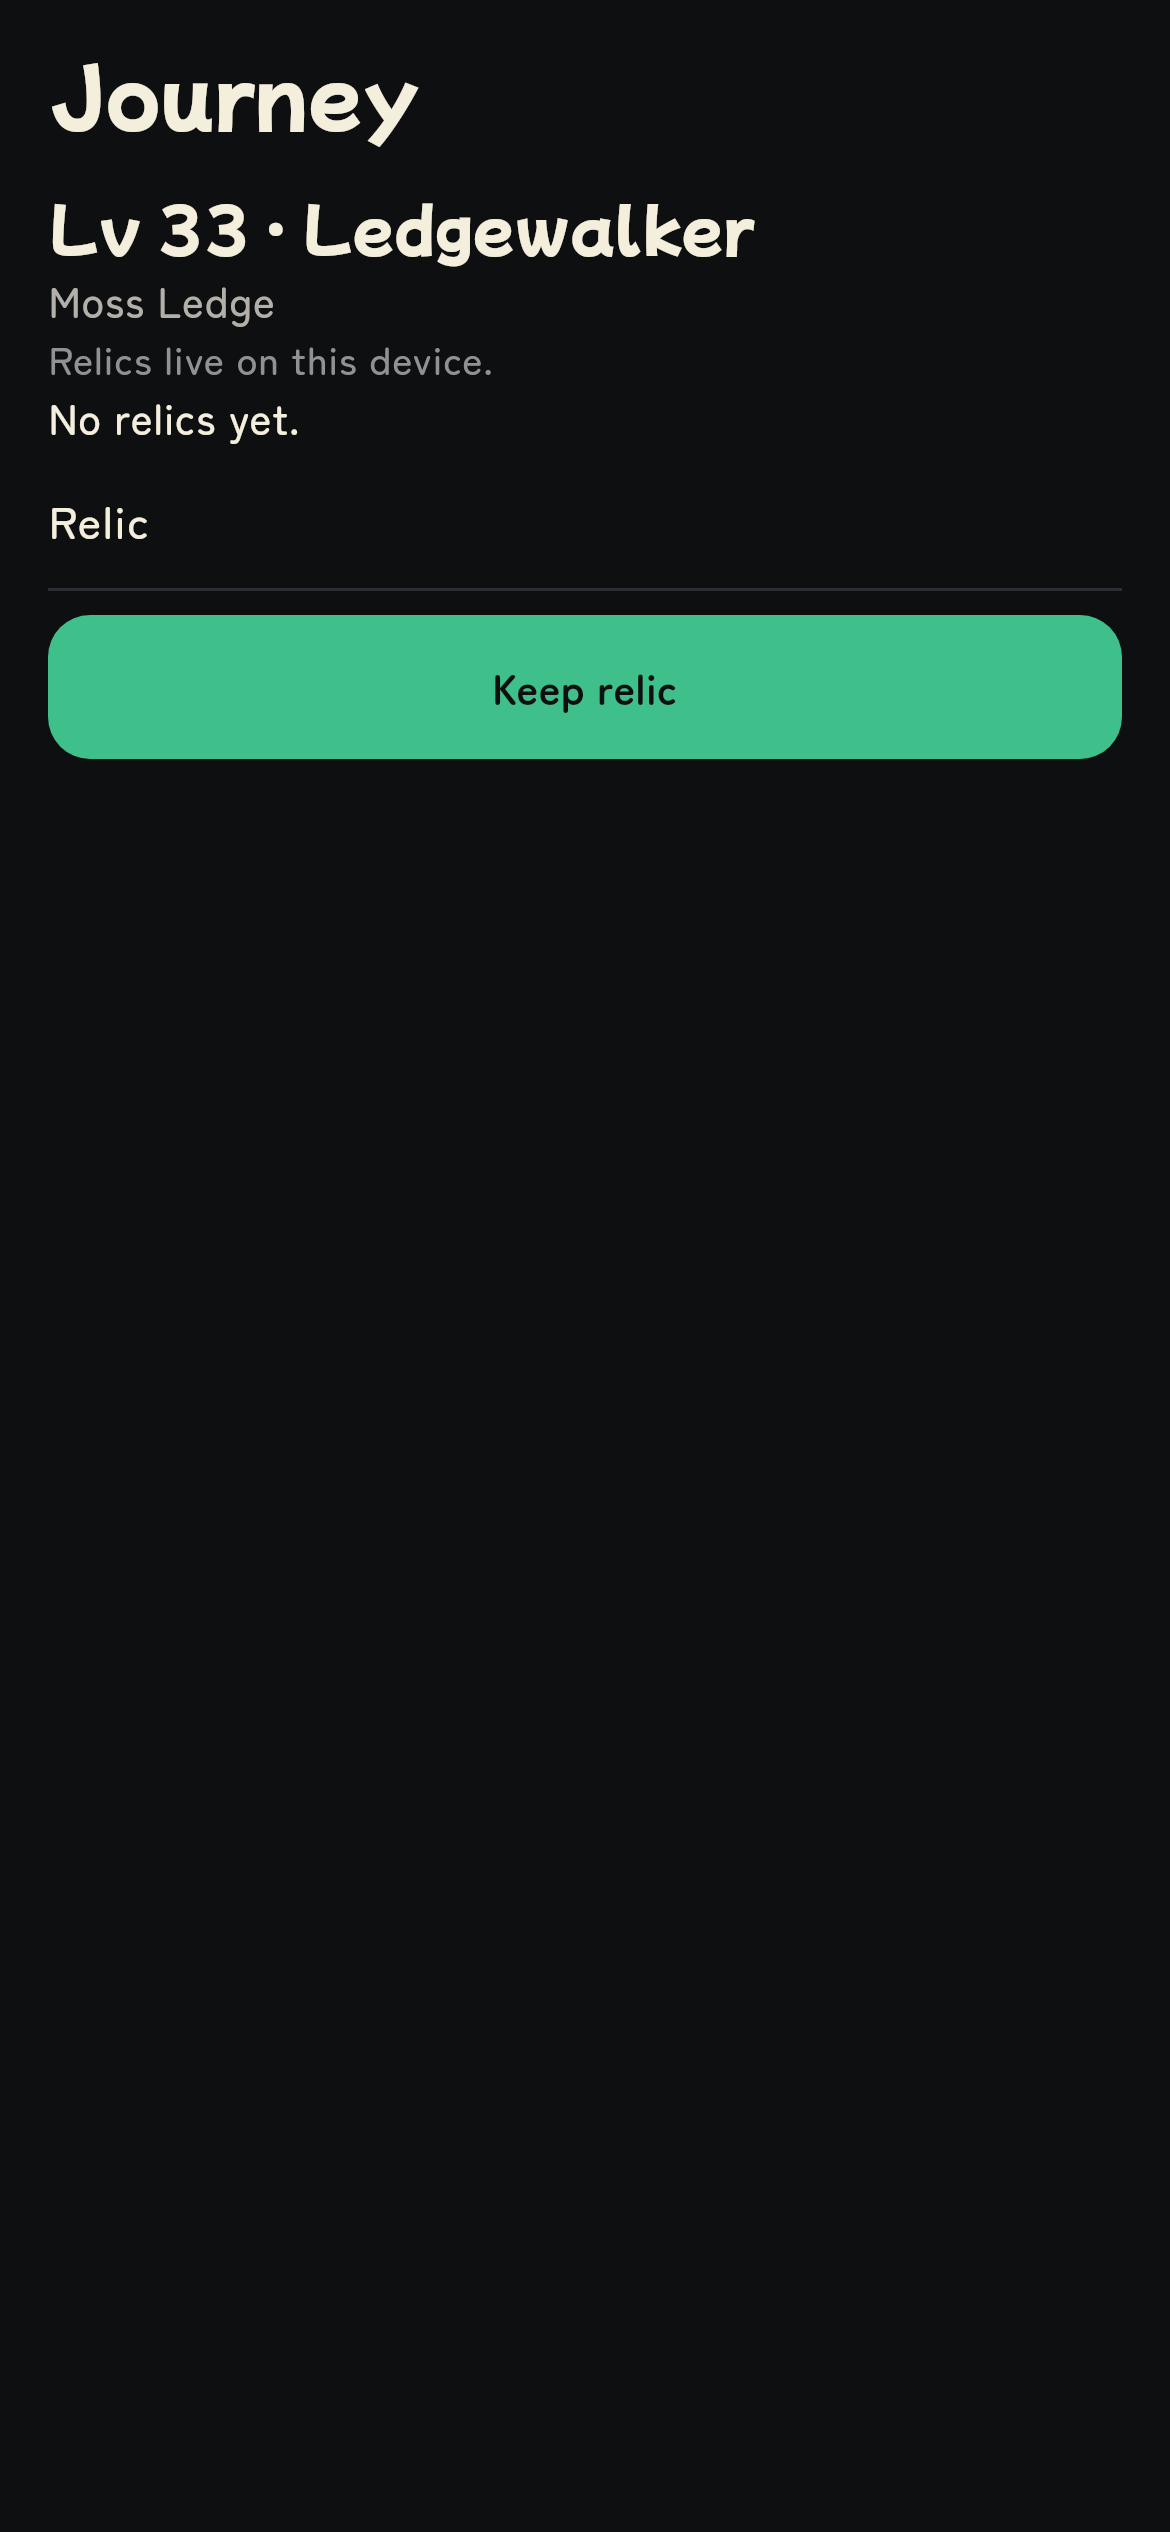 Journey
Lv 33 · Ledgewalker
Moss Ledge
Relics live on this device.
No relics yet.
Relic
Keep relic